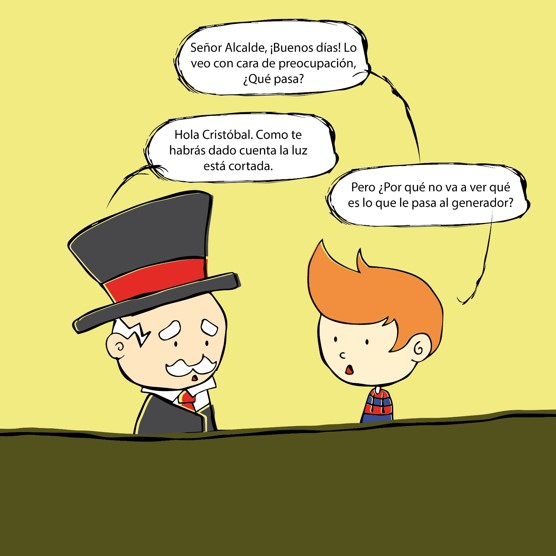 Señor Alcalde, ¡Buenos días! Lo
veo con cara de preocupación,
¿Qué pasa?
Hola Cristóbal. Como te
habrás dado cuenta la luz
está cortada.
Pero ¿Por qué no va a ver qué
es lo que le pasa al generador?